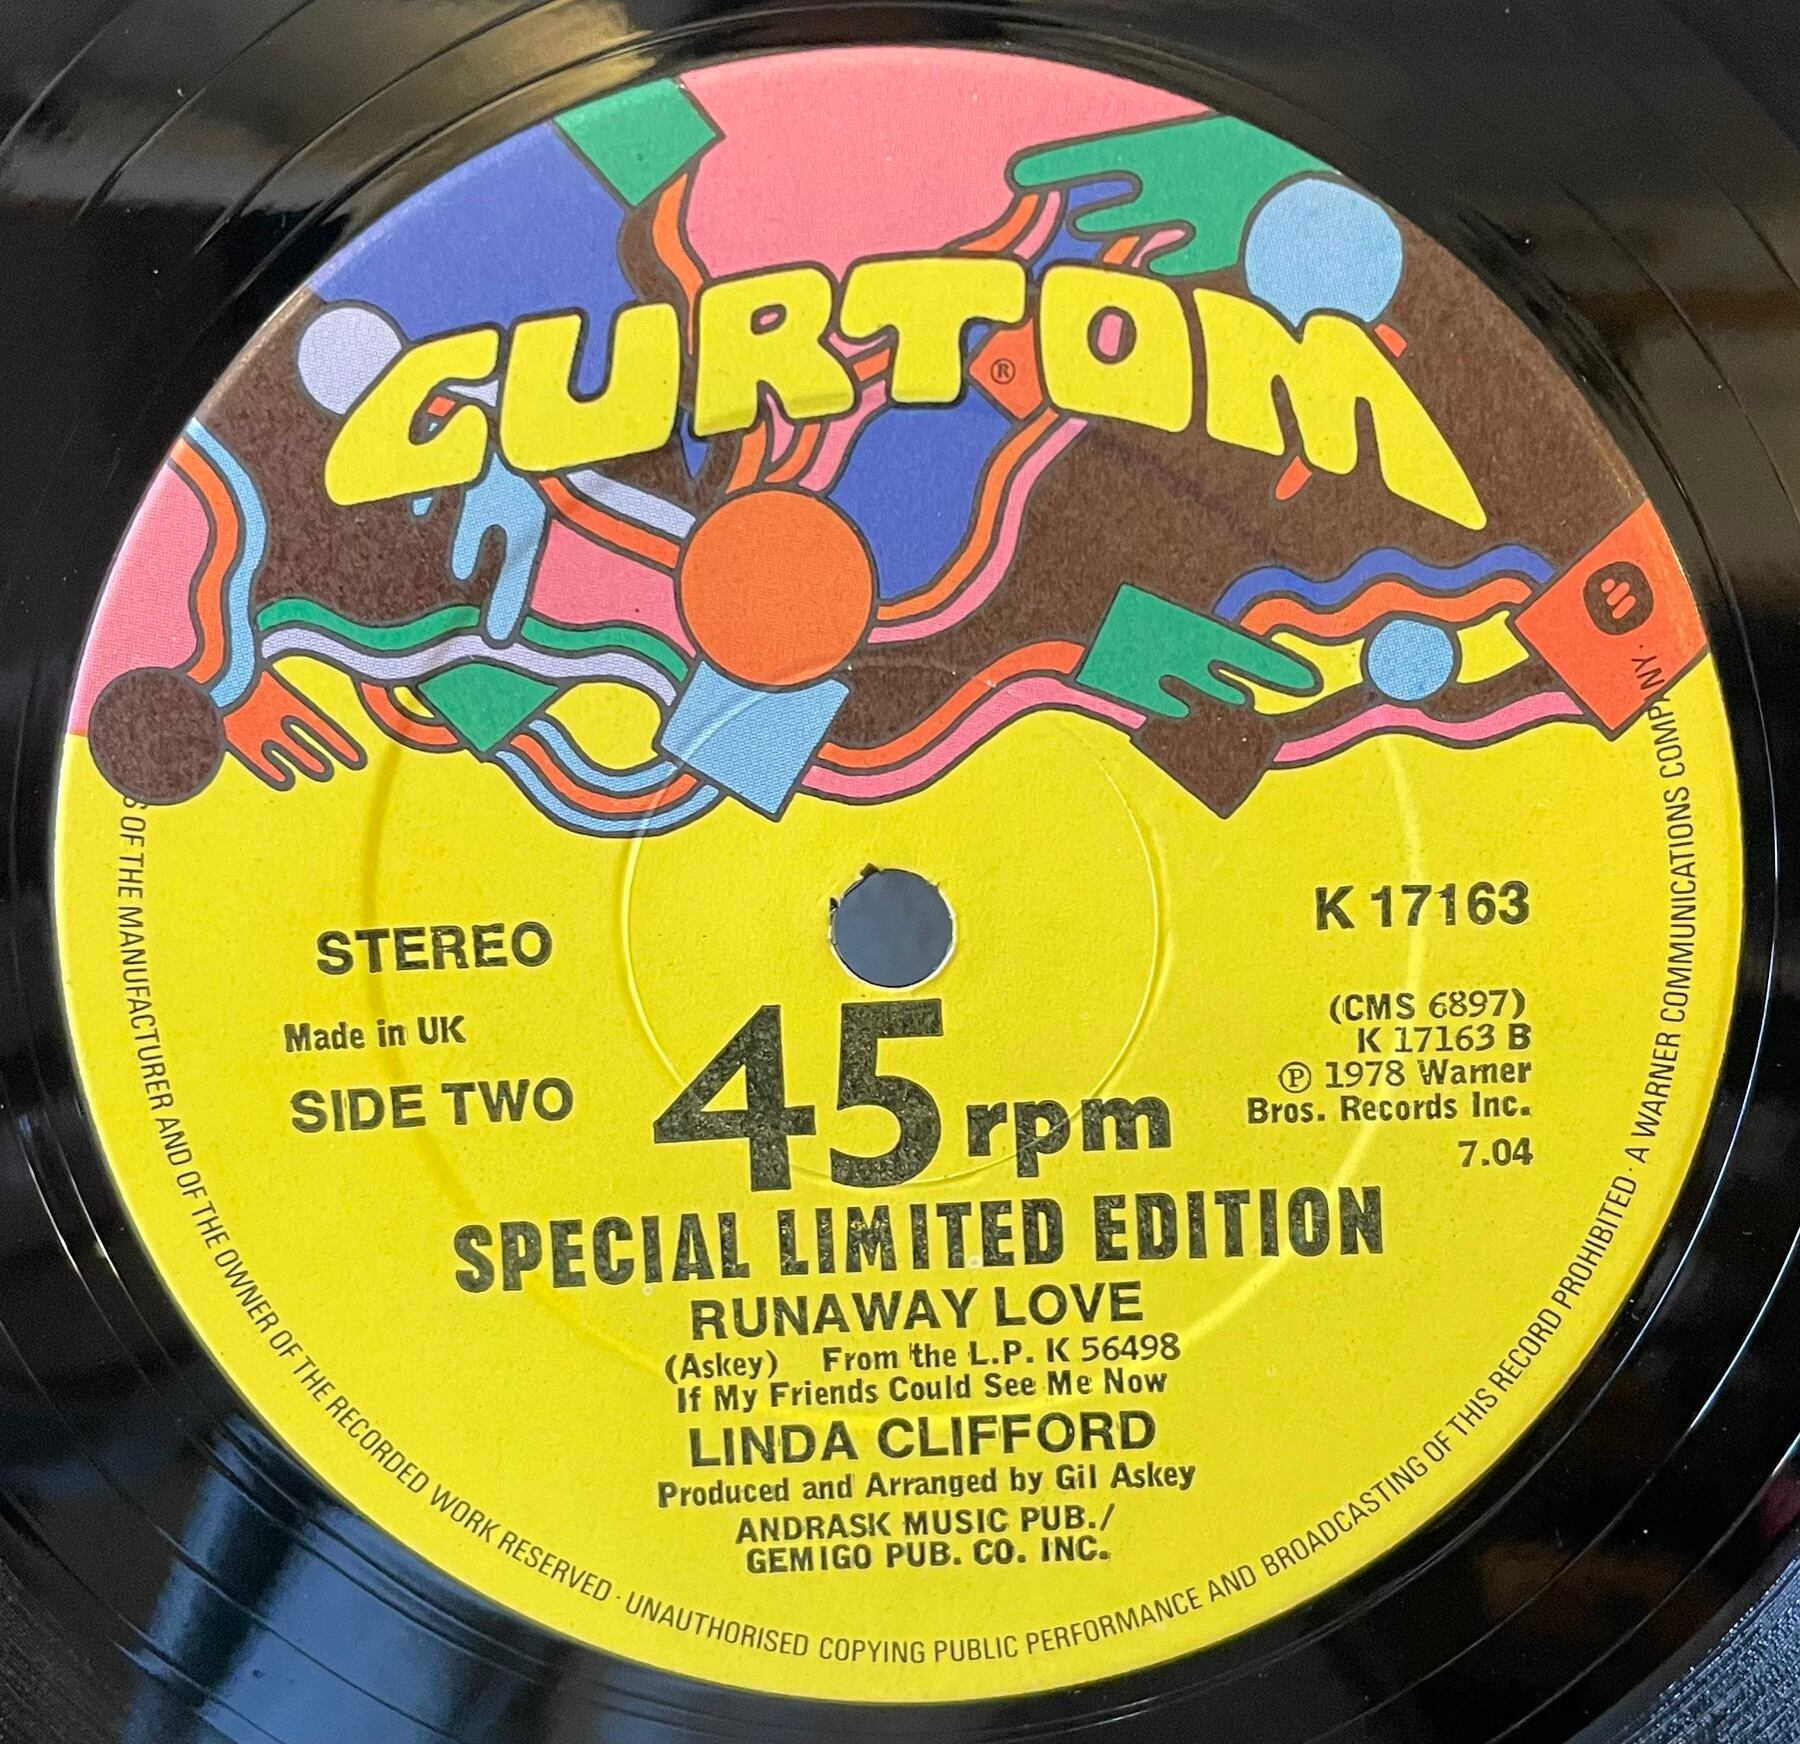 CURTOM
®
STEREO
Made in UK
SIDE TWO
K 17163
(CMS 6897)
K 17163 B
℗ 1978 Warner
Bros. Records Inc.
7.04
45 rpm
SPECIAL LIMITED EDITION
RUNAWAY LOVE
(Askey) From the L.P. K 56498
If My Friends Could See Me Now
LINDA CLIFFORD
Produced and Arranged by Gil Askey
ANDRASK MUSIC PUB./
GEMIGO PUB. CO. INC.
OF THE MANUFACTURER AND OF THE OWNER OF THE RECORDED WORK RESERVED · UNAUTHORISED COPYING PUBLIC PERFORMANCE AND BROADCASTING OF THIS RECORD PROHIBITED · A WARNER COMMUNICATIONS COMPANY ·